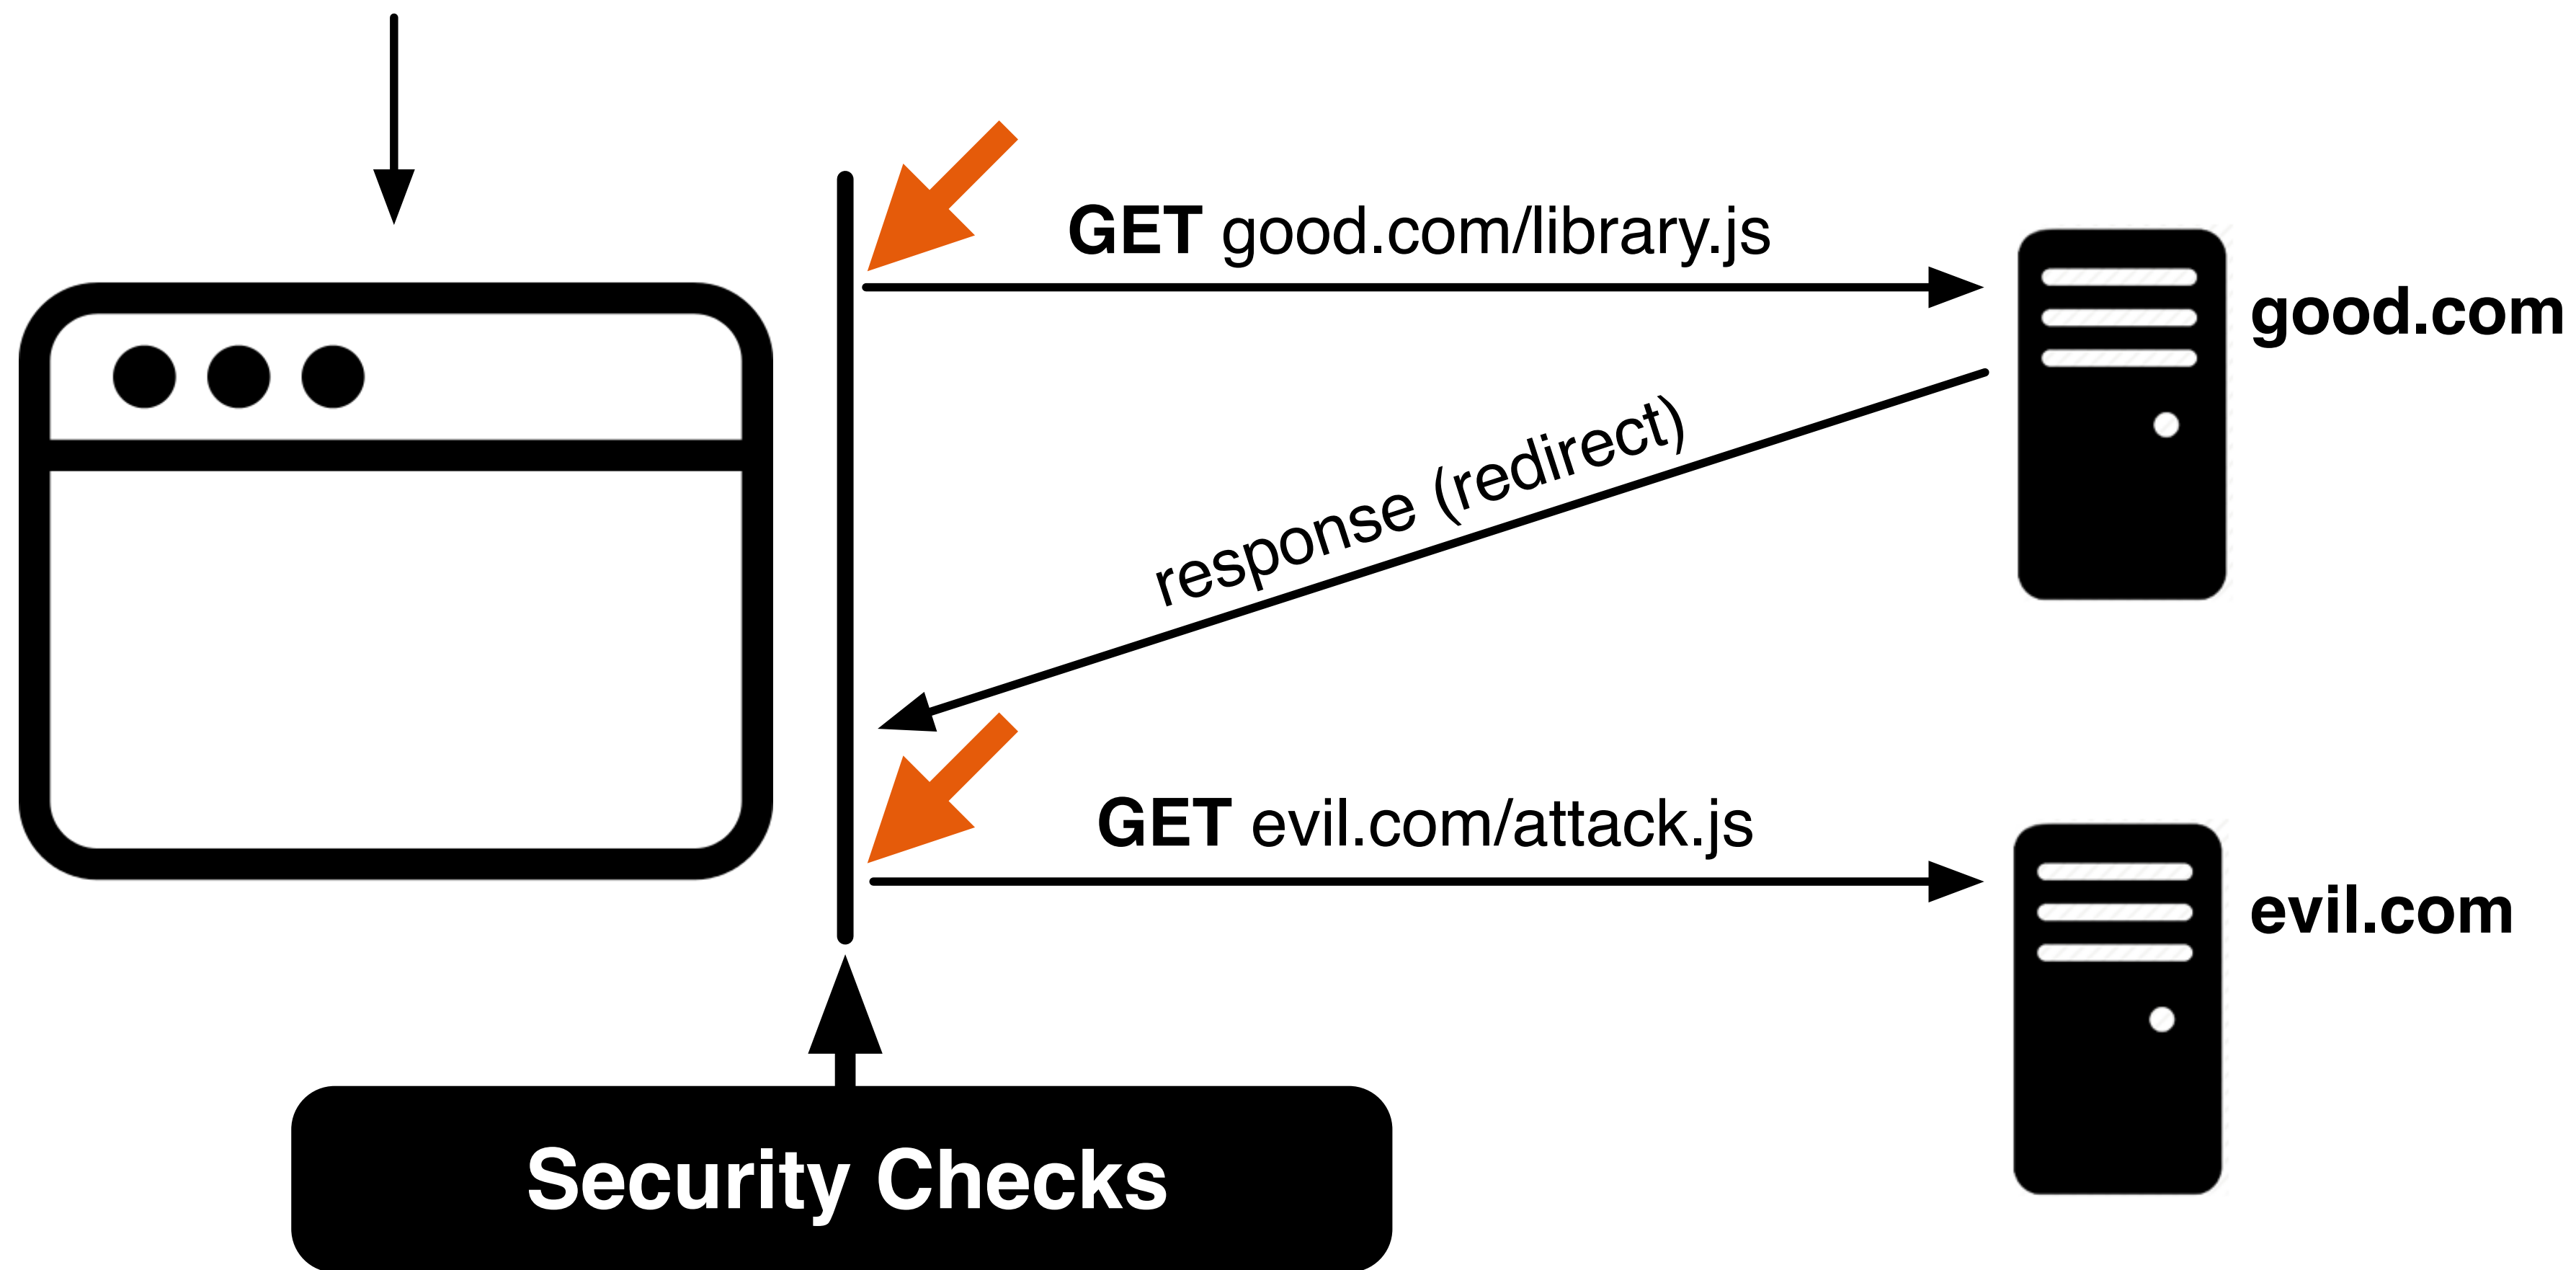 GET good.com/library.js
good.com
response (redirect)
GET evil.com/attack.js
evil.com
Security Checks